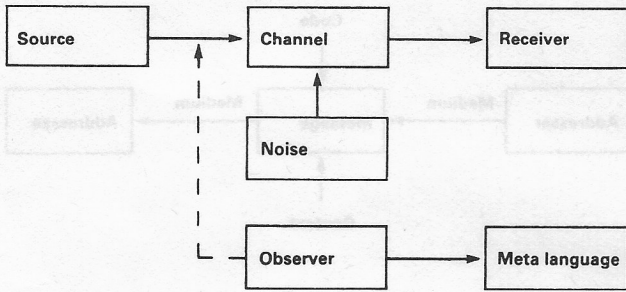 Source
Channel
Receiver
Noise
Observer
Meta language